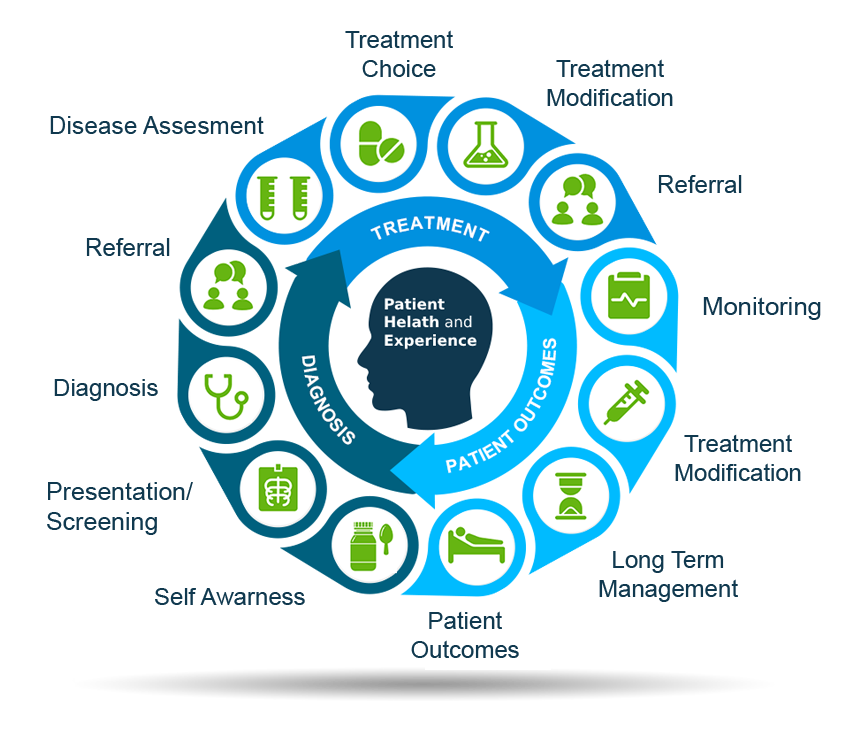 Treatment
Choice
Treatment
Modification
Disease Assesment
Referral
Referral
TREATMENT
Patient
Helath and
Experience
Monitoring
DIAGNOSIS
PATIENT OUTCOMES
Diagnosis
Treatment
Modification
Presentation/
Screening
Long Term
Management
Self Awarness
Patient
Outcomes